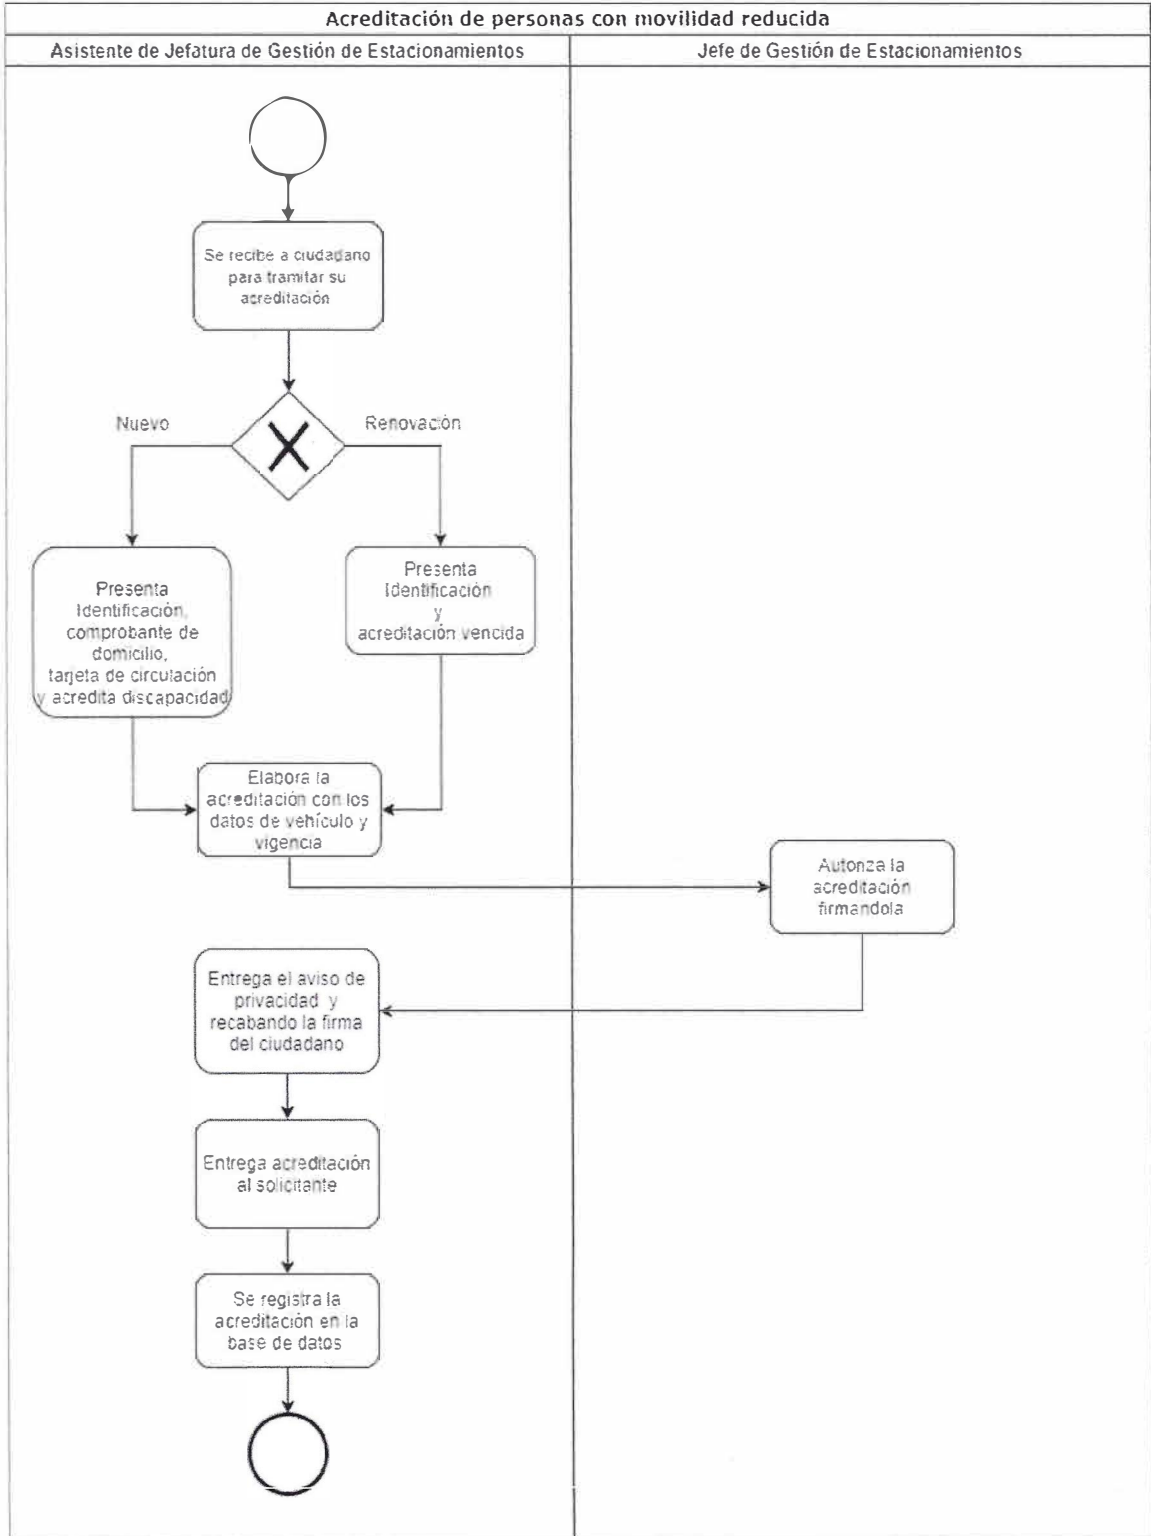 Acreditación de personas con movilidad reducida
Asistente de Jefatura de Gestión de Estacionamientos
Jefe de Gestión de Estacionamientos
Se recibe a ciudadano
para tramitar su
acreditación
Nuevo
Renovación
Presenta
Identificación,
comprobante de
domicilio,
tarjeta de circulación
y acredita discapacidad
Presenta
Identificación
y
acreditación vencida
Elabora la
acreditación con los
datos de vehículo y
vigencia
Autoriza la
acreditación
firmandola
Entrega el aviso de
privacidad y
recabando la firma
del ciudadano
Entrega acreditación
al solicitante
Se registra la
acreditación en la
base de datos